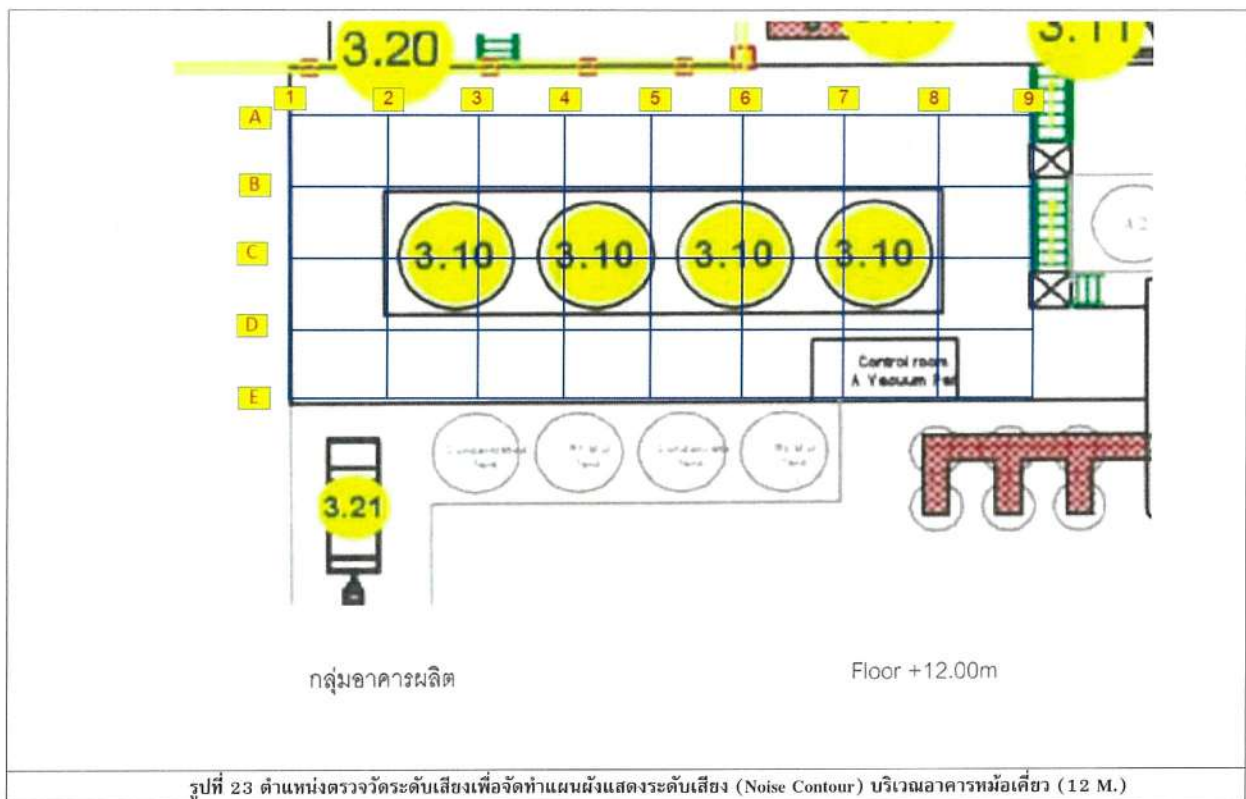 3.20
3.11
1 2 3 4 5 6 7 8 9
A
B
C
D
E
3.10 3.10 3.10 3.10
Control room
A Vacuum Pan
3.21
กลุ่มอาคารผลิต
Floor +12.00m
รูปที่ 23 ตำแหน่งตรวจวัดระดับเสียงเพื่อจัดทำแผนผังแสดงระดับเสียง (Noise Contour) บริเวณอาคารหม้อเคี่ยว (12 M.)